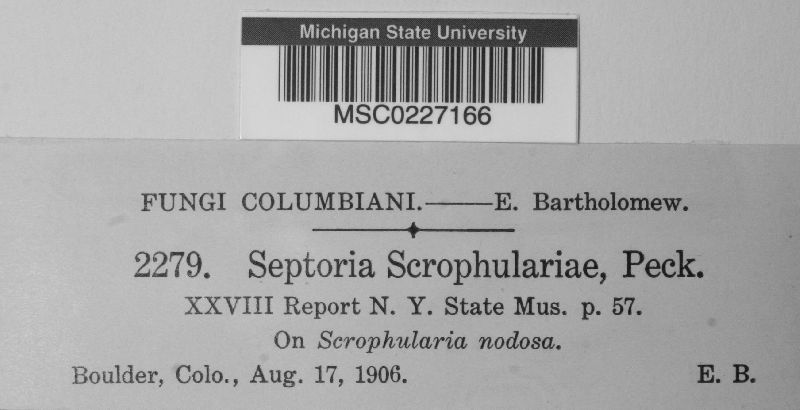 Michigan State University
MSC0227166
FUNGI COLUMBIANI.——E. Bartholomew.
2279. Septoria Scrophulariae, Peck.
XXVIII Report N. Y. State Mus. p. 57.
On Scrophularia nodosa.
Boulder, Colo., Aug. 17, 1906. E. B.